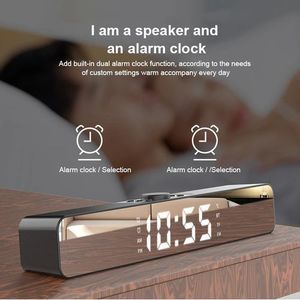 I am a speaker and
an alarm clock
Add built-in dual alarm clock function, according to the needs
of custom settings warm accompany every day
Alarm clock / Selection
Alarm clock / /Selection
10:55